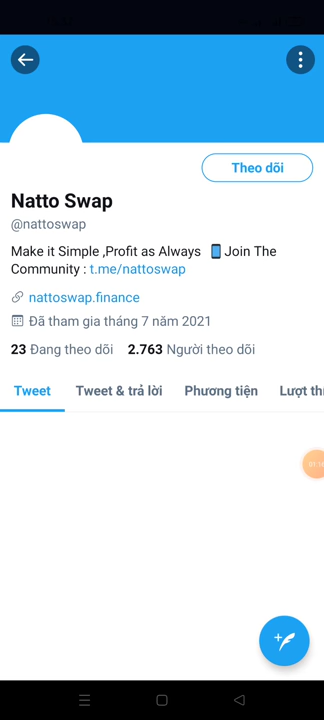 Theo dõi
Natto Swap
@nattoswap
Make it Simple ,Profit as Always 📱Join The
Community : t.me/nattoswap
nattoswap.finance
Đã tham gia tháng 7 năm 2021
23 Đang theo dõi 2.763 Người theo dõi
Tweet Tweet & trả lời Phương tiện Lượt